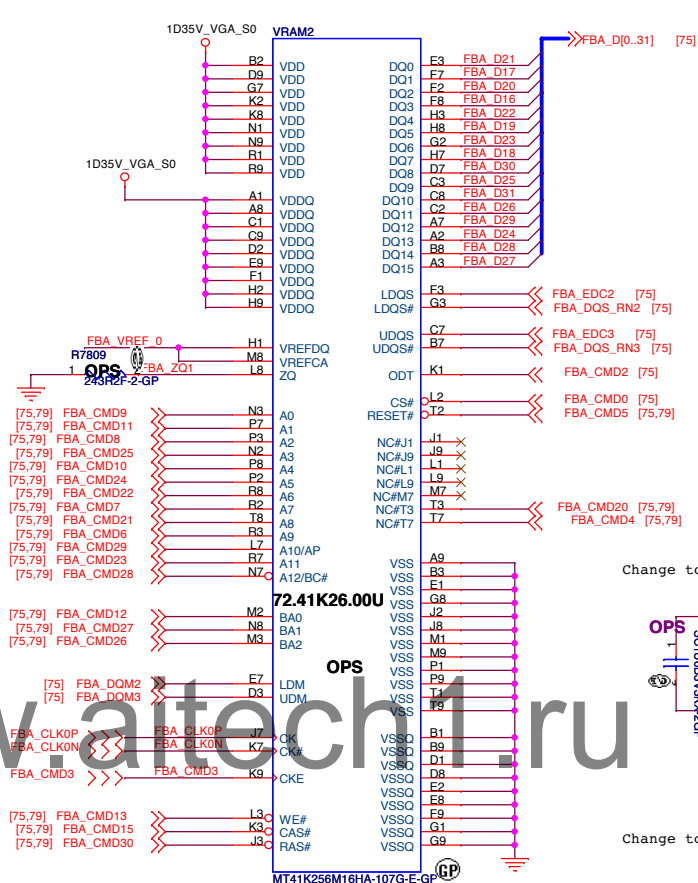 1D35V_VGA_S0
VRAM2
FBA_D[0..31] [75]
B2 VDD DQ0 E3 FBA_D21
D9 VDD DQ1 F7 FBA_D17
G7 VDD DQ2 F2 FBA_D20
K2 VDD DQ3 F8 FBA_D16
K8 VDD DQ4 H3 FBA_D22
N1 VDD DQ5 H8 FBA_D19
N9 VDD DQ6 G2 FBA_D23
R1 VDD DQ7 H7 FBA_D18
R9 VDD DQ8 D7 FBA_D30
1D35V_VGA_S0
DQ9 C3 FBA_D25
A1 VDDQ DQ10 C8 FBA_D31
A8 VDDQ DQ11 C2 FBA_D26
C1 VDDQ DQ12 A7 FBA_D29
C9 VDDQ DQ13 A2 FBA_D24
D2 VDDQ DQ14 B8 FBA_D28
E9 VDDQ DQ15 A3 FBA_D27
F1 VDDQ
H2 VDDQ LDQS F3 FBA_EDC2 [75]
H9 VDDQ LDQS# G3 FBA_DQS_RN2 [75]
UDQS C7 FBA_EDC3 [75]
FBA_VREF_0 H1 VREFDQ UDQS# B7 FBA_DQS_RN3 [75]
R7809
M8 VREFCA
1 OPS FBA_ZQ1 L8 ZQ ODT K1 FBA_CMD2 [75]
243R2F-2-GP
CS# L2 FBA_CMD0 [75]
[75,79] FBA_CMD9 N3 A0 RESET# T2 FBA_CMD5 [75,79]
[75,79] FBA_CMD11 P7 A1
[75,79] FBA_CMD8 P3 A2 NC#J1 J1
[75,79] FBA_CMD25 N2 A3 NC#J9 J9
[75,79] FBA_CMD10 P8 A4 NC#L1 L1
[75,79] FBA_CMD24 P2 A5 NC#L9 L9
[75,79] FBA_CMD22 R8 A6 NC#M7 M7
[75,79] FBA_CMD7 R2 A7 NC#T3 T3 FBA_CMD20 [75,79]
[75,79] FBA_CMD21 T8 A8 NC#T7 T7 FBA_CMD4 [75,79]
[75,79] FBA_CMD6 R3 A9
[75,79] FBA_CMD29 L7 A10/AP
[75,79] FBA_CMD23 R7 A11 VSS A9
[75,79] FBA_CMD28 N7 A12/BC# VSS B3
Change to
VSS E1
72.41K26.00U VSS G8
[75,79] FBA_CMD12 M2 BA0 VSS J2
[75,79] FBA_CMD27 N8 BA1 VSS J8
[75,79] FBA_CMD26 M3 BA2 VSS M1
OPS
1
VSS M9
OPS VSS P1
[75] FBA_DQM2 E7 LDM VSS P9
[75] FBA_DQM3 D3 UDM VSS T1
VSS T9
w.aitech1.ru
FBA_CLK0P FBA_CLK0P J7 CK VSSQ B1
FBA_CLK0N FBA_CLK0N K7 CK# VSSQ B9
VSSQ D1
FBA_CMD3 FBA_CMD3 K9 CKE VSSQ D8
VSSQ E2
VSSQ E8
[75,79] FBA_CMD13 L3 WE# VSSQ F9
[75,79] FBA_CMD15 K3 CAS# VSSQ G1
[75,79] FBA_CMD30 J3 RAS# VSSQ G9
Change to
MT41K256M16HA-107G-E-GP
GP